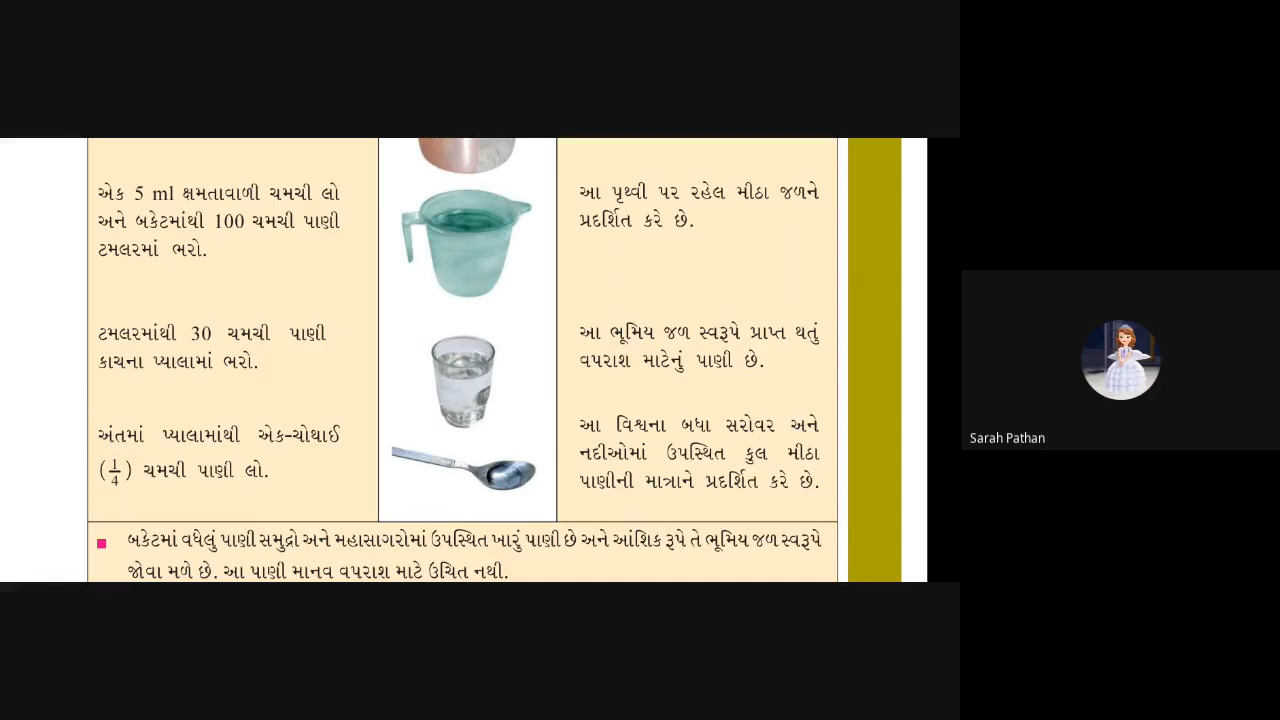 એક 5 ml ક્ષમતાવાળી ચમચી લો
અને બકેટમાંથી 100 ચમચી પાણી
ટમલરમાં ભરો.
આ પૃથ્વી પર રહેલ મીઠા જળને
પ્રદર્શિત કરે છે.
ટમલરમાંથી 30 ચમચી પાણી
કાચના પ્યાલામાં ભરો.
આ ભૂમિય જળ સ્વરૂપે પ્રાપ્ત થતું
વપરાશ માટેનું પાણી છે.
અંતમાં પ્યાલામાંથી એક-ચોથાઈ
(1/4) ચમચી પાણી લો.
આ વિશ્વના બધા સરોવર અને
નદીઓમાં ઉપસ્થિત કુલ મીઠા
પાણીની માત્રાને પ્રદર્શિત કરે છે.
બકેટમાં વધેલું પાણી સમુદ્રો અને મહાસાગરોમાં ઉપસ્થિત ખારું પાણી છે અને આંશિક રૂપે તે ભૂમિય જળ સ્વરૂપે
જોવા મળે છે. આ પાણી માનવ વપરાશ માટે ઉચિત નથી.
Sarah Pathan